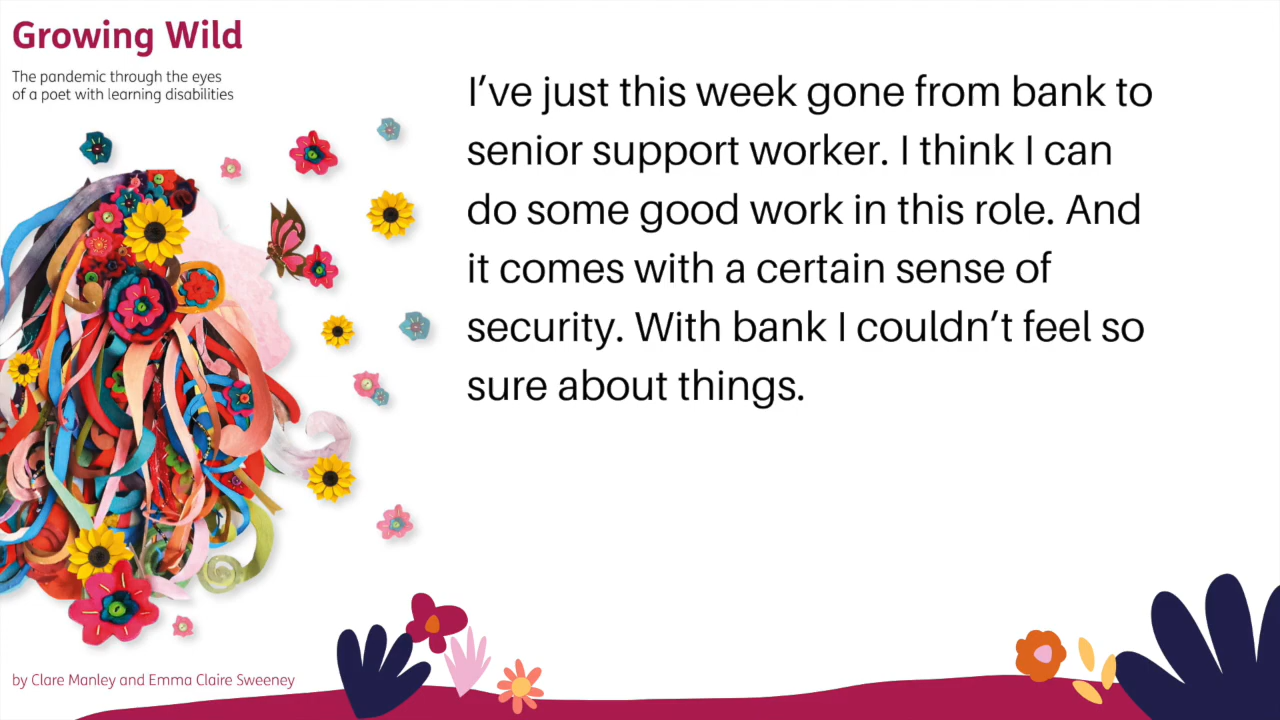 Growing Wild
The pandemic through the eyes
of a poet with learning disabilities
I’ve just this week gone from bank to
senior support worker. I think I can
do some good work in this role. And
it comes with a certain sense of
security. With bank I couldn’t feel so
sure about things.
by Clare Manley and Emma Claire Sweeney